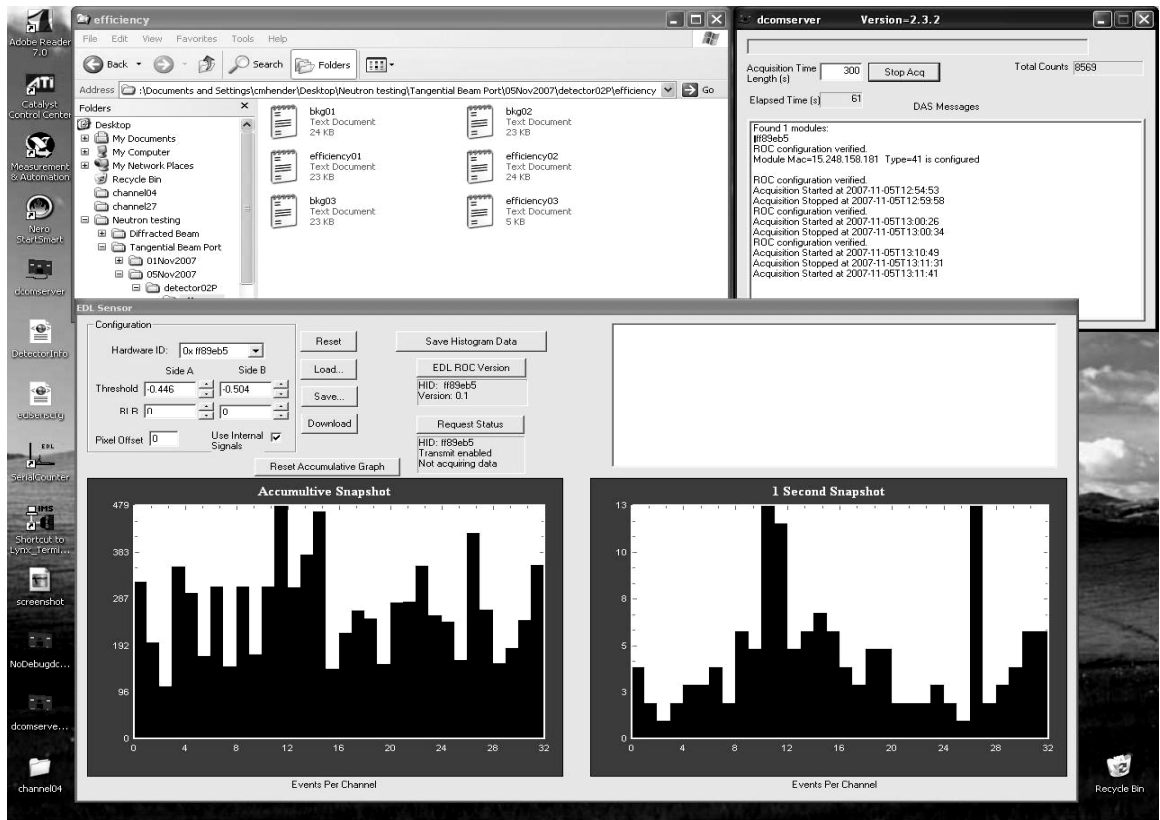 Adobe Reader
7.0
Catalyst
Control Center
Measurement
& Automation
Nero
StartSmart
dcomserver
DetectorInfo
SerialCounter
Shortcut to
Lynx_Termi...
screenshot
NoDebugdc...
dcomserve...
channel04
efficiency
File Edit View Favorites Tools Help
Back Search Folders
Address :\Documents and Settings\cmhender\Desktop\Neutron testing\Tangential Beam Port\05Nov2007\detector02P\efficiency Go
Folders
Desktop
My Documents
My Computer
My Network Places
Recycle Bin
channel04
channel27
Neutron testing
Diffracted Beam
Tangential Beam Port
01Nov2007
05Nov2007
detector02P
bkg01
Text Document
24 KB
bkg02
Text Document
23 KB
efficiency01
Text Document
23 KB
efficiency02
Text Document
24 KB
bkg03
Text Document
23 KB
efficiency03
Text Document
5 KB
dcomserver Version=2.3.2
Acquisition Time
Length (s) 300 Stop Acq Total Counts 8569
Elapsed Time (s) 61 DAS Messages
Found 1 modules:
ff89eb5
ROC configuration verified.
Module Mac=15.248.158.181 Type=41 is configured
ROC configuration verified.
Acquisition Started at 2007-11-05T12:54:53
Acquisition Stopped at 2007-11-05T12:59:58
ROC configuration verified.
Acquisition Started at 2007-11-05T13:00:26
Acquisition Stopped at 2007-11-05T13:00:34
ROC configuration verified.
Acquisition Started at 2007-11-05T13:10:49
Acquisition Stopped at 2007-11-05T13:11:31
Acquisition Started at 2007-11-05T13:11:41
EDL Sensor
Configuration
Hardware ID: 0x ff89eb5
Side A Side B
Threshold -0.446 -0.504
BLR 0 0
Pixel Offset 0 Use Internal
Signals
Reset
Load...
Save...
Download
Save Histogram Data
EDL ROC Version
HID: ff89eb5
Version: 0.1
Request Status
HID: ff89eb5
Transmit enabled
Not acquiring data
Reset Accumulative Graph
Accumultive Snapshot
479
383
287
192
96
0
0 4 8 12 16 20 24 28 32
Events Per Channel
1 Second Snapshot
13
10
8
5
3
0
0 4 8 12 16 20 24 28 32
Events Per Channel
Recycle Bin